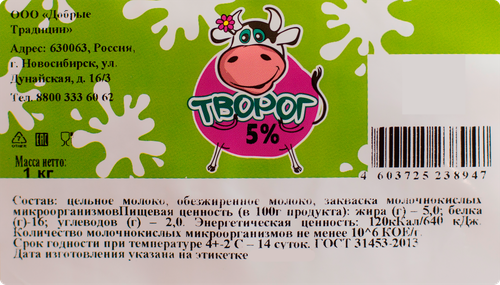 ООО «Добрые
Традиции»
Адрес: 630063, Россия,
г. Новосибирск, ул.
Дунайская, д. 16/3
Тел. 8800 333 60 62
ТВОРОГ
5%
Масса нетто:
1 кг
4 603725 238947
Состав: цельное молоко, обезжиренное молоко, закваска молочнокислых
микроорганизмовПищевая ценность (в 100г продукта): жира (г) – 5,0; белка
(г)-16; углеводов (г) – 2,0. Энергетическая ценность: 120кКал/640 кДж.
Количество молочнокислых микроорганизмов не менее 10^6 КОЕ/г.
Срок годности при температуре 4+-2˚С – 14 суток. ГОСТ 31453-2013
Дата изготовления указана на этикетке